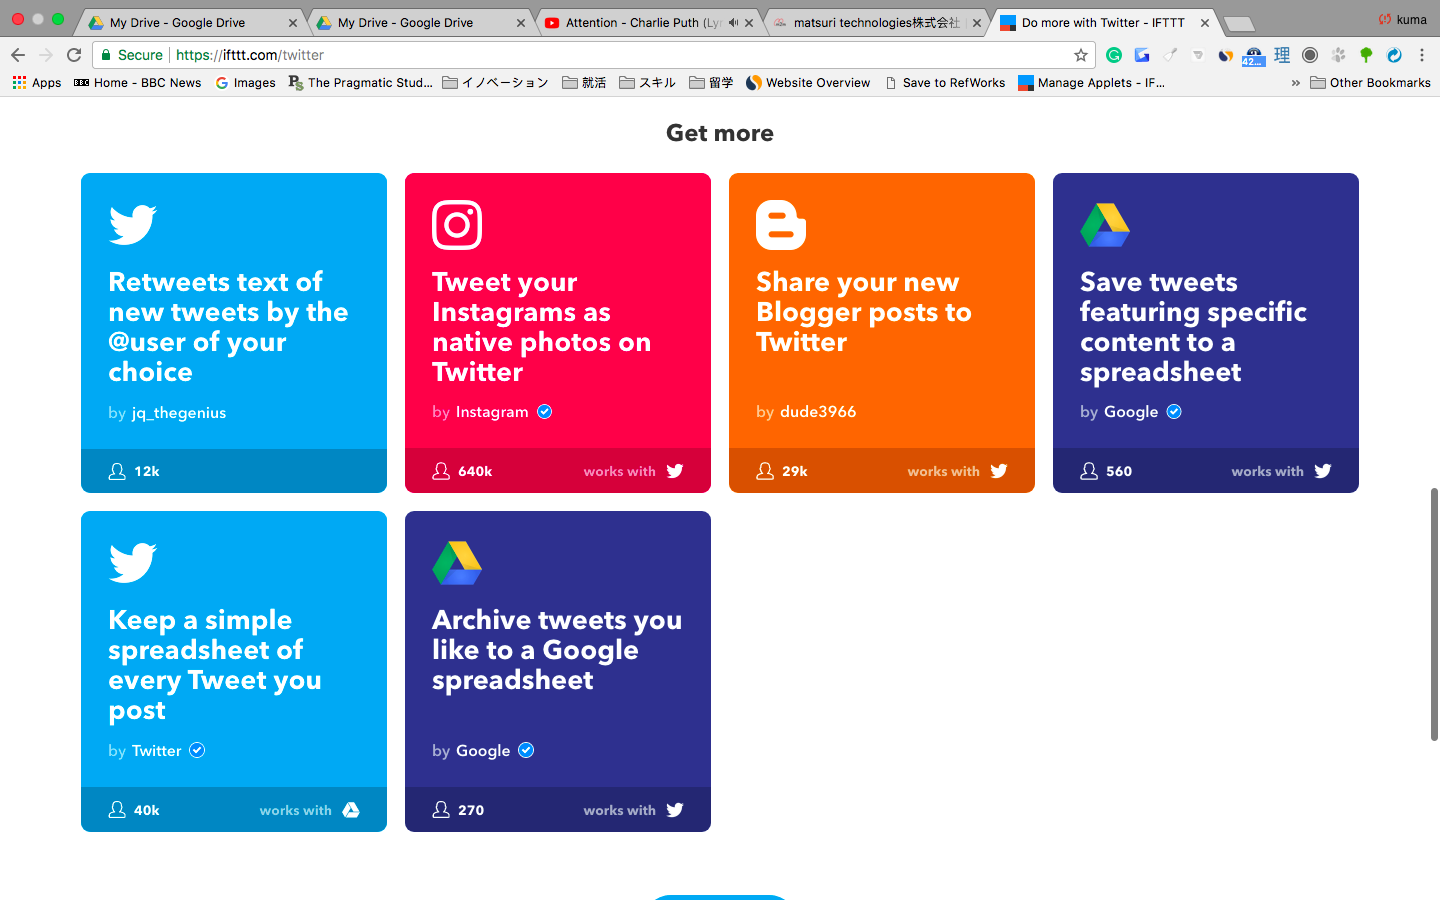 My Drive - Google Drive
My Drive - Google Drive
Attention - Charlie Puth (Lyr
matsuri technologies株式会社
Do more with Twitter - IFTTT
kuma
Secure
https://ifttt.com/twitter
42...
理
Apps
BBC
Home - BBC News
Images
The Pragmatic Stud...
イノベーション
就活
スキル
留学
Website Overview
Save to RefWorks
Manage Applets - IF...
»
Other Bookmarks
Get more
Retweets text of
new tweets by the
@user of your
choice
by jq_thegenius
12k
Tweet your
Instagrams as
native photos on
Twitter
by Instagram
640k
works with
Share your new
Blogger posts to
Twitter
by dude3966
29k
works with
Save tweets
featuring specific
content to a
spreadsheet
by Google
560
works with
Keep a simple
spreadsheet of
every Tweet you
post
by Twitter
40k
works with
Archive tweets you
like to a Google
spreadsheet
by Google
270
works with